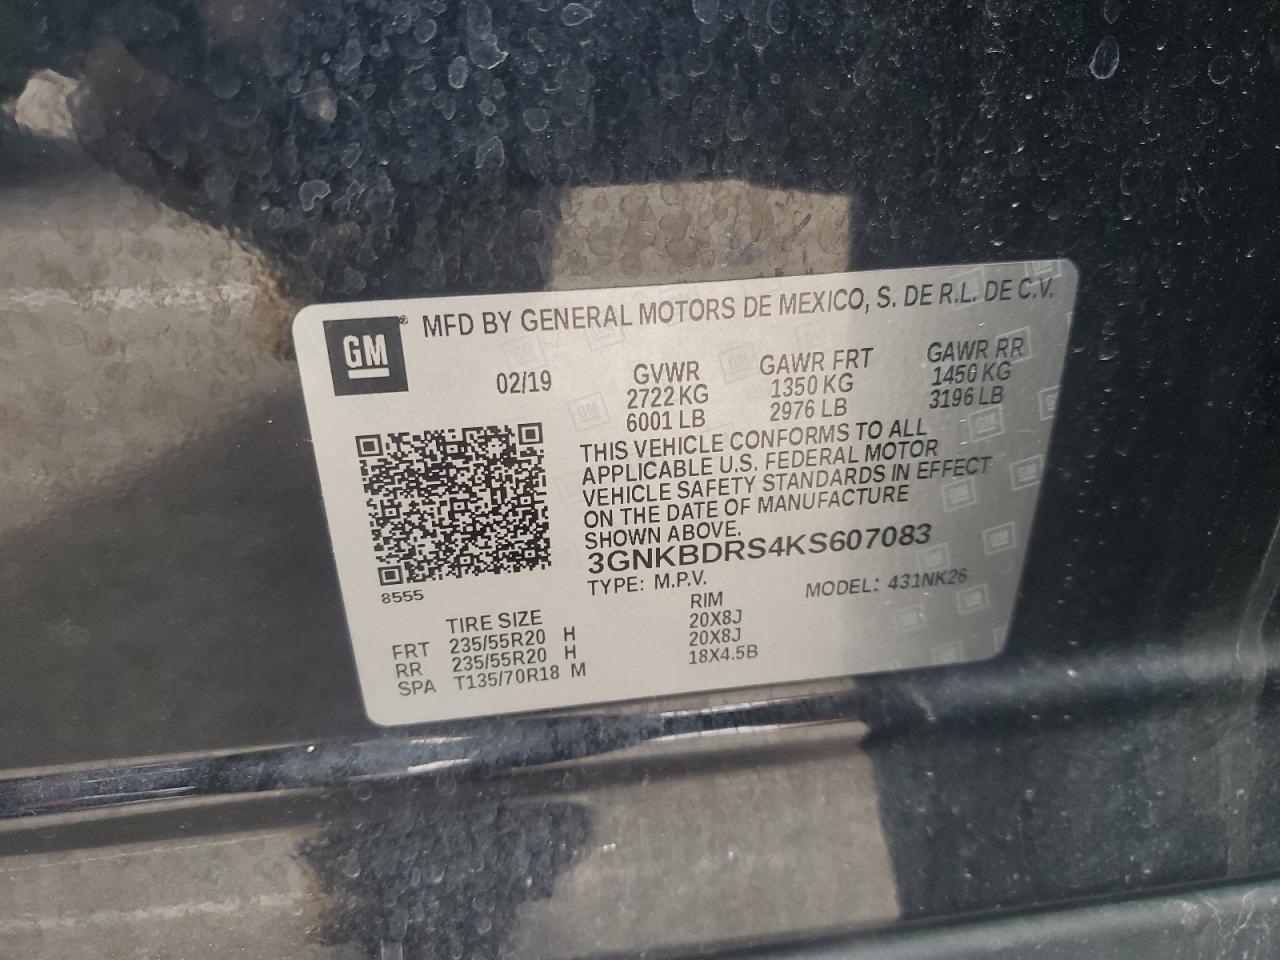 GM
MFD BY GENERAL MOTORS DE MEXICO, S. DE R.L. DE C.V.
02/19 GVWR GAWR FRT GAWR RR
2722 KG 1350 KG 1450 KG
6001 LB 2976 LB 3196 LB
THIS VEHICLE CONFORMS TO ALL
APPLICABLE U.S. FEDERAL MOTOR
VEHICLE SAFETY STANDARDS IN EFFECT
ON THE DATE OF MANUFACTURE
SHOWN ABOVE.
3GNKBDRS4KS607083
8555
TYPE: M.P.V. MODEL: 431NK26
TIRE SIZE RIM
FRT 235/55R20 H 20X8J
RR 235/55R20 H 20X8J
SPA T135/70R18 M 18X4.5B